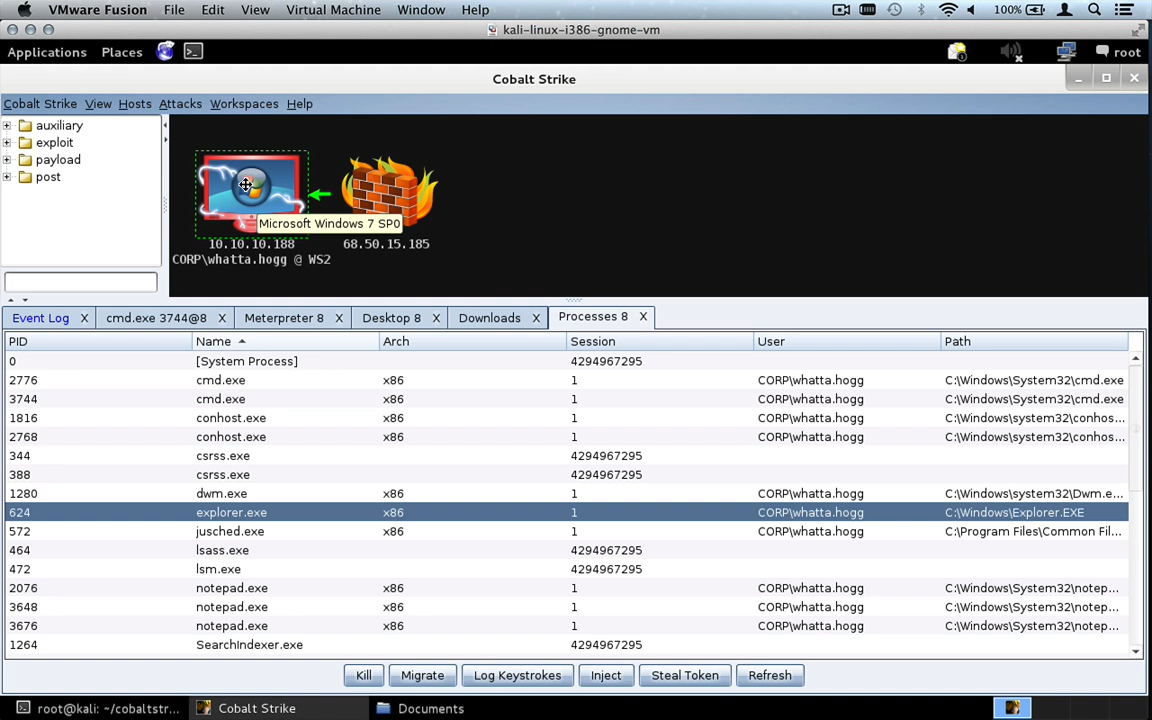 VMware Fusion File Edit View Virtual Machine Window Help 100%
kali-linux-i386-gnome-vm
Applications Places root
Cobalt Strike
Cobalt Strike View Hosts Attacks Workspaces Help
auxiliary
exploit
payload
post
Microsoft Windows 7 SP0
10.10.10.188 68.50.15.185
CORP\whatta.hogg @ WS2
Event Log X cmd.exe 3744@8 X Meterpreter 8 X Desktop 8 X Downloads X Processes 8 X
PID Name Arch Session User Path
0 [System Process] 4294967295
2776 cmd.exe x86 1 CORP\whatta.hogg C:\Windows\System32\cmd.exe
3744 cmd.exe x86 1 CORP\whatta.hogg C:\Windows\System32\cmd.exe
1816 conhost.exe x86 1 CORP\whatta.hogg C:\Windows\system32\conhos...
2768 conhost.exe x86 1 CORP\whatta.hogg C:\Windows\system32\conhos...
344 csrss.exe 4294967295
388 csrss.exe 4294967295
1280 dwm.exe x86 1 CORP\whatta.hogg C:\Windows\system32\Dwm.e...
624 explorer.exe x86 1 CORP\whatta.hogg C:\Windows\Explorer.EXE
572 jusched.exe x86 1 CORP\whatta.hogg C:\Program Files\Common Fil...
464 lsass.exe 4294967295
472 lsm.exe 4294967295
2076 notepad.exe x86 1 CORP\whatta.hogg C:\Windows\System32\notep...
3648 notepad.exe x86 1 CORP\whatta.hogg C:\Windows\System32\notep...
3676 notepad.exe x86 1 CORP\whatta.hogg C:\Windows\System32\notep...
1264 SearchIndexer.exe 4294967295
Kill Migrate Log Keystrokes Inject Steal Token Refresh
root@kali: ~/cobaltstr... Cobalt Strike Documents